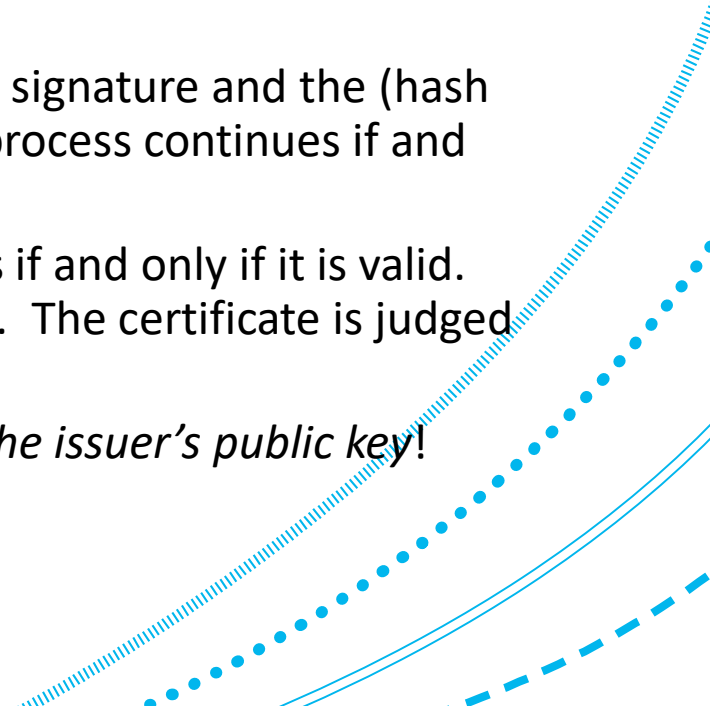 signature and the (hash
process continues if and
s if and only if it is valid.
. The certificate is judged
he issuer’s public key!